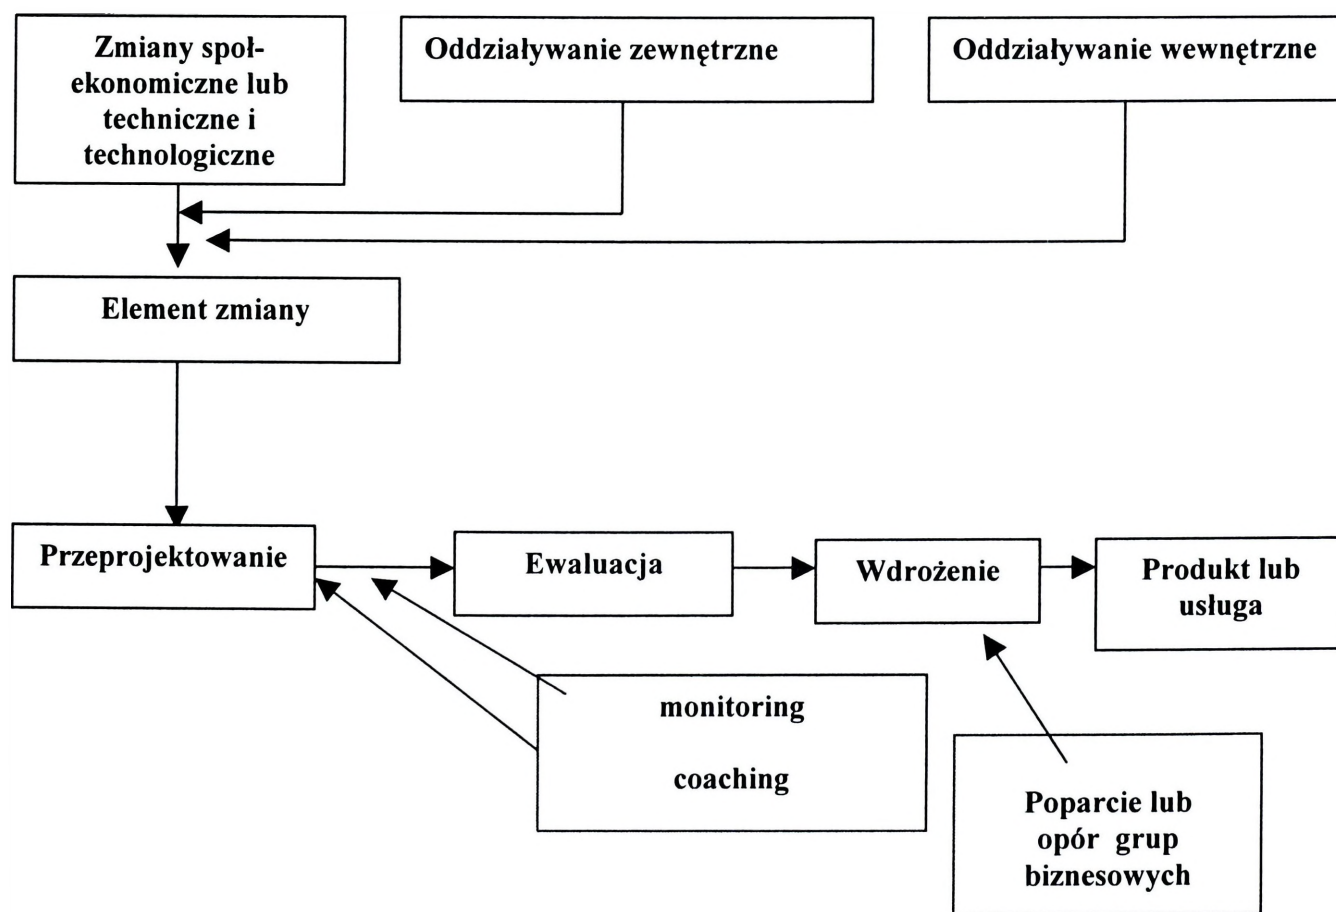 Zmiany społ-
ekonomiczne lub
techniczne i
technologiczne
Oddziaływanie zewnętrzne
Oddziaływanie wewnętrzne
Element zmiany
Przeprojektowanie
Ewaluacja
Wdrożenie
Produkt lub
usługa
monitoring
coaching
Poparcie lub
opór grup
biznesowych